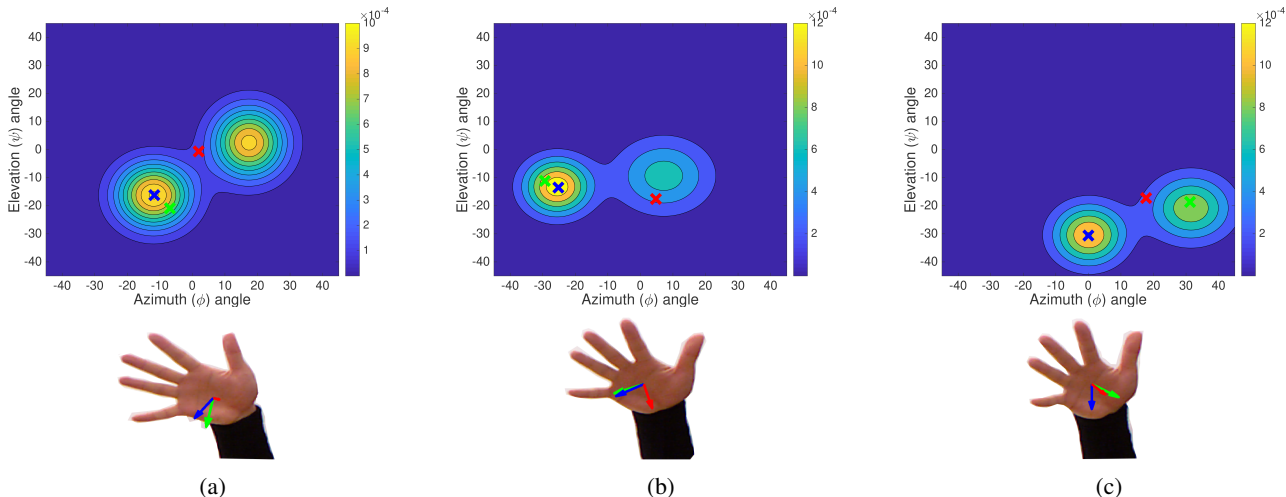 ×10⁻⁴
×10⁻⁴
×10⁻⁴
40 30 20 10 0 -10 -20 -30 -40
Elevation (ψ) angle
-40 -30 -20 -10 0 10 20 30 40
Azimuth (ϕ) angle
10 9 8 7 6 5 4 3 2 1
40 30 20 10 0 -10 -20 -30 -40
Elevation (ψ) angle
-40 -30 -20 -10 0 10 20 30 40
Azimuth (ϕ) angle
12 10 8 6 4 2
40 30 20 10 0 -10 -20 -30 -40
Elevation (ψ) angle
-40 -30 -20 -10 0 10 20 30 40
Azimuth (ϕ) angle
12 10 8 6 4 2
(a)
(b)
(c)